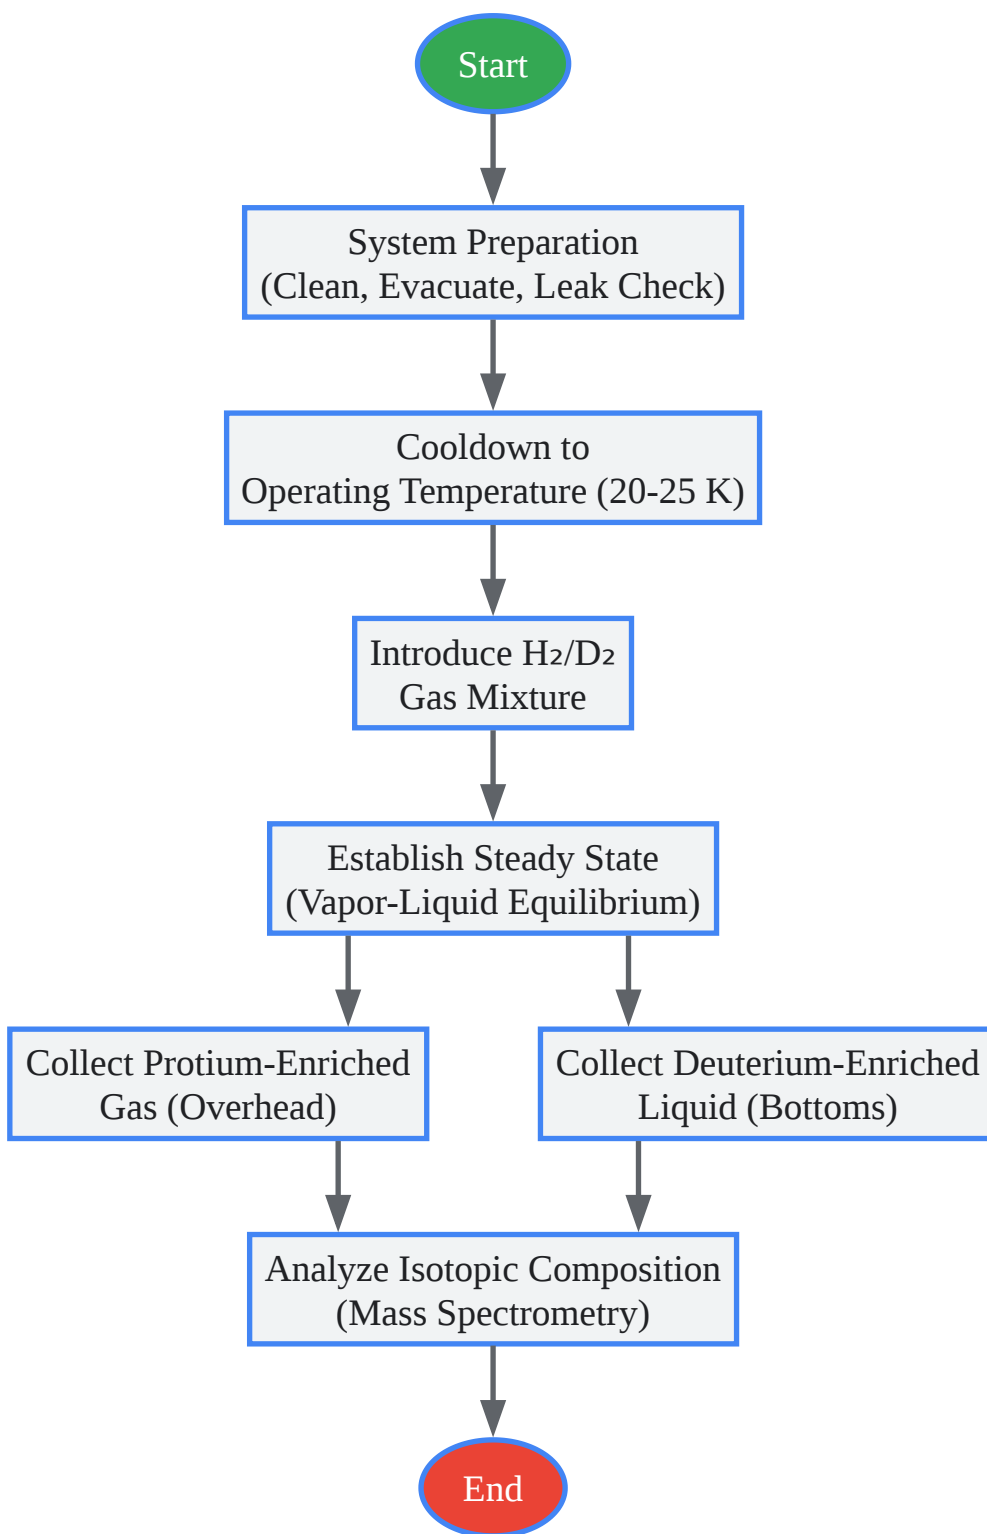 Start
System Preparation
(Clean, Evacuate, Leak Check)
Cooldown to
Operating Temperature (20-25 K)
Introduce H₂/D₂
Gas Mixture
Establish Steady State
(Vapor-Liquid Equilibrium)
Collect Protium-Enriched
Gas (Overhead)
Collect Deuterium-Enriched
Liquid (Bottoms)
Analyze Isotopic Composition
(Mass Spectrometry)
End